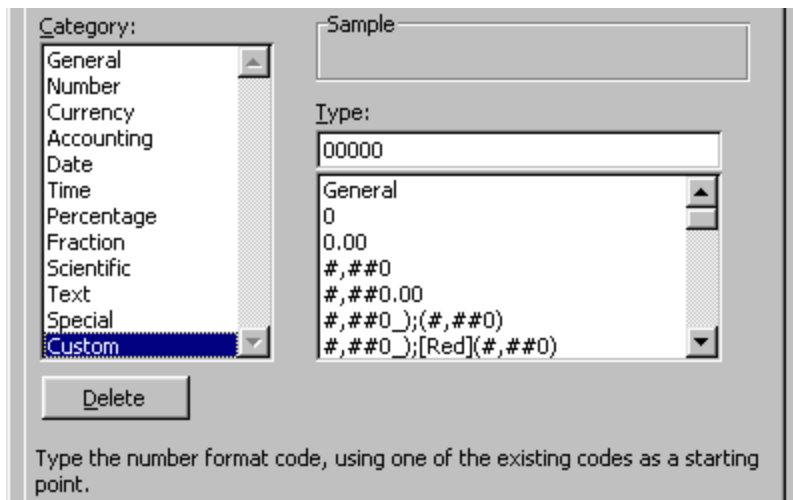 Category:
General
Number
Currency
Accounting
Date
Time
Percentage
Fraction
Scientific
Text
Special
Custom
Sample
Type:
00000
General
0
0.00
#,##0
#,##0.00
#,##0_);(#,##0)
#,##0_);[Red](#,##0)
Delete
Type the number format code, using one of the existing codes as a starting
point.